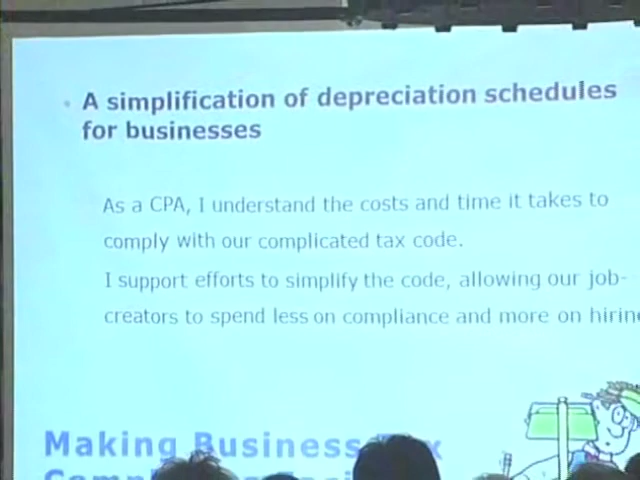 A simplification of depreciation schedules
for businesses
As a CPA, I understand the costs and time it takes to
comply with our complicated tax code.
I support efforts to simplify the code, allowing our job-
creators to spend less on compliance and more on
Making Business